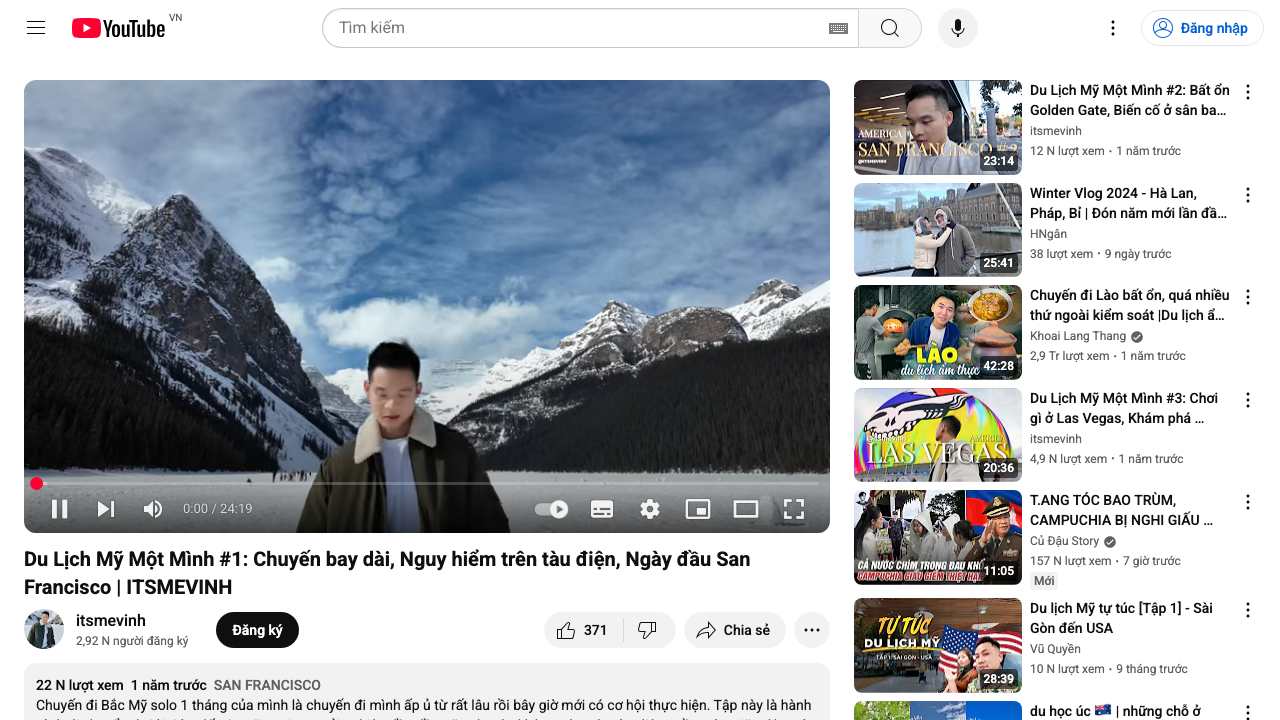 YouTube VN
Tìm kiếm
Đăng nhập
0:00 / 24:19
Du Lịch Mỹ Một Mình #1: Chuyến bay dài, Nguy hiểm trên tàu điện, Ngày đầu San
Francisco | ITSMEVINH
itsmevinh
2,92 N người đăng ký
Đăng ký
371
Chia sẻ
22 N lượt xem 1 năm trước SAN FRANCISCO
Chuyến đi Bắc Mỹ solo 1 tháng của mình là chuyến đi mình ấp ủ từ rất lâu rồi bây giờ mới có cơ hội thực hiện. Tập này là hành
AMERICA
SAN FRANCISCO #2
@ITSMEVINH
23:14
Du Lịch Mỹ Một Mình #2: Bất ổn
Golden Gate, Biến cố ở sân ba...
itsmevinh
12 N lượt xem • 1 năm trước
25:41
Winter Vlog 2024 - Hà Lan,
Pháp, Bỉ | Đón năm mới lần đầ...
HNgân
38 lượt xem • 9 ngày trước
LÀO
du lịch ẩm thực
42:28
Chuyến đi Lào bất ổn, quá nhiều
thứ ngoài kiểm soát |Du lịch ẩ...
Khoai Lang Thang
2,9 Tr lượt xem • 1 năm trước
@itsmevinh
AMERICA
LAS VEGAS
20:36
Du Lịch Mỹ Một Mình #3: Chơi
gì ở Las Vegas, Khám phá ...
itsmevinh
4,9 N lượt xem • 1 năm trước
CẢ NƯỚC CHÌM TRONG ĐAU KHỔ
CAMPUCHIA GIẤU GIẾM THIỆT HẠI
11:05
T.ANG TÓC BAO TRÙM,
CAMPUCHIA BỊ NGHI GIẤU ...
Củ Đậu Story
157 N lượt xem • 7 giờ trước
Mới
TỰ TÚC
DU LỊCH MỸ
TẬP 1: SÀI GÒN - USA
28:39
Du lịch Mỹ tự túc [Tập 1] - Sài
Gòn đến USA
Vũ Quyền
10 N lượt xem • 9 tháng trước
du học úc 🇦🇺 | những chỗ ở